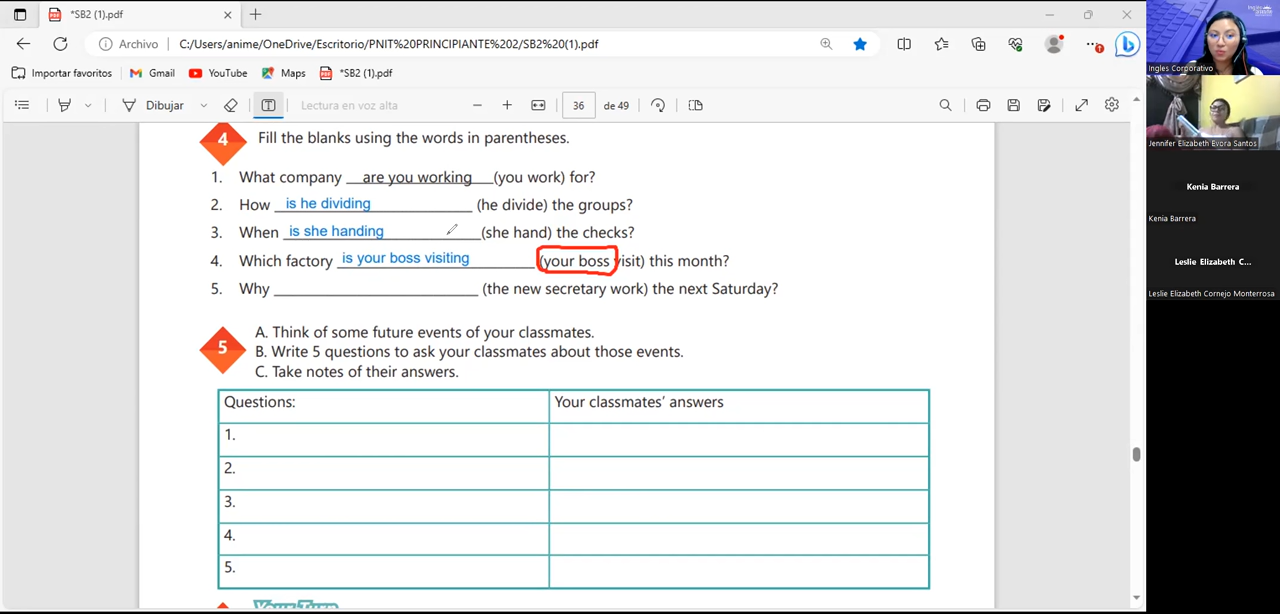 *SB2 (1).pdf
Archivo C:/Users/anime/OneDrive/Escritorio/PNIT%20PRINCIPIANTE%202/SB2%20(1).pdf
Importar favoritos Gmail YouTube Maps *SB2 (1).pdf
Dibujar Lectura en voz alta 36 de 49
4 Fill the blanks using the words in parentheses.
1. What company are you working (you work) for?
2. How is he dividing (he divide) the groups?
3. When is she handing (she hand) the checks?
4. Which factory is your boss visiting (your boss visit) this month?
5. Why ____ (the new secretary work) the next Saturday?
5 A. Think of some future events of your classmates.
B. Write 5 questions to ask your classmates about those events.
C. Take notes of their answers.
Questions: Your classmates’ answers
1.
2.
3.
4.
5.
YOUR TURN
Ingles Corporativo
Jennifer Elizabeth Evora Santos
Kenia Barrera
Kenia Barrera
Leslie Elizabeth C...
Leslie Elizabeth Cornejo Monterrosa